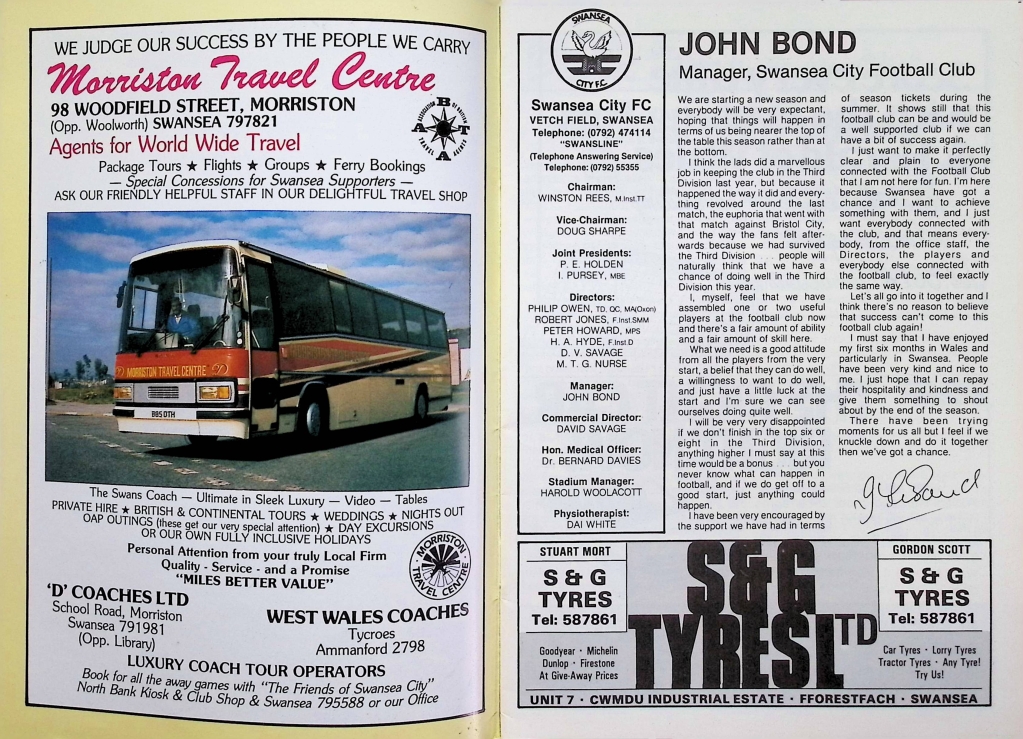 WE JUDGE OUR SUCCESS BY THE PEOPLE WE CARRY
Morriston Travel Centre
98 WOODFIELD STREET, MORRISTON
(Opp. Woolworth) SWANSEA 797821
Agents for World Wide Travel
ASSOCIATION OF BRITISH TRAVEL AGENTS
A B T A
Package Tours ★ Flights ★ Groups ★ Ferry Bookings
— Special Concessions for Swansea Supporters —
ASK OUR FRIENDLY HELPFUL STAFF IN OUR DELIGHTFUL TRAVEL SHOP
MORRISTON TRAVEL CENTRE
885 DTH
The Swans Coach — Ultimate in Sleek Luxury — Video — Tables
PRIVATE HIRE ★ BRITISH & CONTINENTAL TOURS ★ WEDDINGS ★ NIGHTS OUT
OAP OUTINGS (these get our very special attention) ★ DAY EXCURSIONS
OR OUR OWN FULLY INCLUSIVE HOLIDAYS
Personal Attention from your truly Local Firm
Quality - Service - and a Promise
"MILES BETTER VALUE"
MORRISTON TRAVEL CENTRE
'D' COACHES LTD
School Road, Morriston
Swansea 791981
(Opp. Library)
WEST WALES COACHES
Tycroes
Ammanford 2798
LUXURY COACH TOUR OPERATORS
Book for all the away games with "The Friends of Swansea City"
North Bank Kiosk & Club Shop & Swansea 795588 or our Office
SWANSEA
CITY F.C.
Swansea City FC
VETCH FIELD, SWANSEA
Telephone: (0792) 474114
"SWANSLINE"
(Telephone Answering Service)
Telephone: (0792) 55355
Chairman:
WINSTON REES, M.Inst.TT
Vice-Chairman:
DOUG SHARPE
Joint Presidents:
P. E. HOLDEN
I. PURSEY, MBE
Directors:
PHILIP OWEN, TD, QC, MA(Oxon)
ROBERT JONES, F.Inst.SMM
PETER HOWARD, MPS
H. A. HYDE, F.Inst.D
D. V. SAVAGE
M. T. G. NURSE
Manager:
JOHN BOND
Commercial Director:
DAVID SAVAGE
Hon. Medical Officer:
Dr. BERNARD DAVIES
Stadium Manager:
HAROLD WOOLACOTT
Physiotherapist:
DAI WHITE
JOHN BOND
Manager, Swansea City Football Club
We are starting a new season and
everybody will be very expectant,
hoping that things will happen in
terms of us being nearer the top of
the table this season rather than at
the bottom.
I think the lads did a marvellous
job in keeping the club in the Third
Division last year, but because it
happened the way it did and every-
thing revolved around the last
match, the euphoria that went with
that match against Bristol City,
and the way the fans felt after-
wards because we had survived
the Third Division . . . people will
naturally think that we have a
chance of doing well in the Third
Division this year.
I, myself, feel that we have
assembled one or two useful
players at the football club now
and there's a fair amount of ability
and a fair amount of skill here.
What we need is a good attitude
from all the players from the very
start, a belief that they can do well,
a willingness to want to do well,
and just have a little luck at the
start and I'm sure we can see
ourselves doing quite well.
I will be very very disappointed
if we don't finish in the top six or
eight in the Third Division,
anything higher I must say at this
time would be a bonus . . . but you
never know what can happen in
football, and if we do get off to a
good start, just anything could
happen.
I have been very encouraged by
the support we have had in terms
of season tickets during the
summer. It shows still that this
football club can be and would be
a well supported club if we can
have a bit of success again.
I just want to make it perfectly
clear and plain to everyone
connected with the Football Club
that I am not here for fun. I'm here
because Swansea have got a
chance and I want to achieve
something with them, and I just
want everybody connected with
the club, and that means every-
body, from the office staff, the
Directors, the players and
everybody else connected with
the football club, to feel exactly
the same way.
Let's all go into it together and I
think there's no reason to believe
that success can't come to this
football club again!
I must say that I have enjoyed
my first six months in Wales and
particularly in Swansea. People
have been very kind and nice to
me. I just hope that I can repay
their hospitality and kindness and
give them something to shout
about by the end of the season.
There have been trying
moments for us all but I feel if we
knuckle down and do it together
then we've got a chance.
STUART MORT
S & G
TYRES
Tel: 587861
Goodyear · Michelin
Dunlop · Firestone
At Give-Away Prices
S&G
TYRES LTD
GORDON SCOTT
S & G
TYRES
Tel: 587861
Car Tyres · Lorry Tyres
Tractor Tyres · Any Tyre!
Try Us!
UNIT 7 · CWMDU INDUSTRIAL ESTATE · FFORESTFACH · SWANSEA